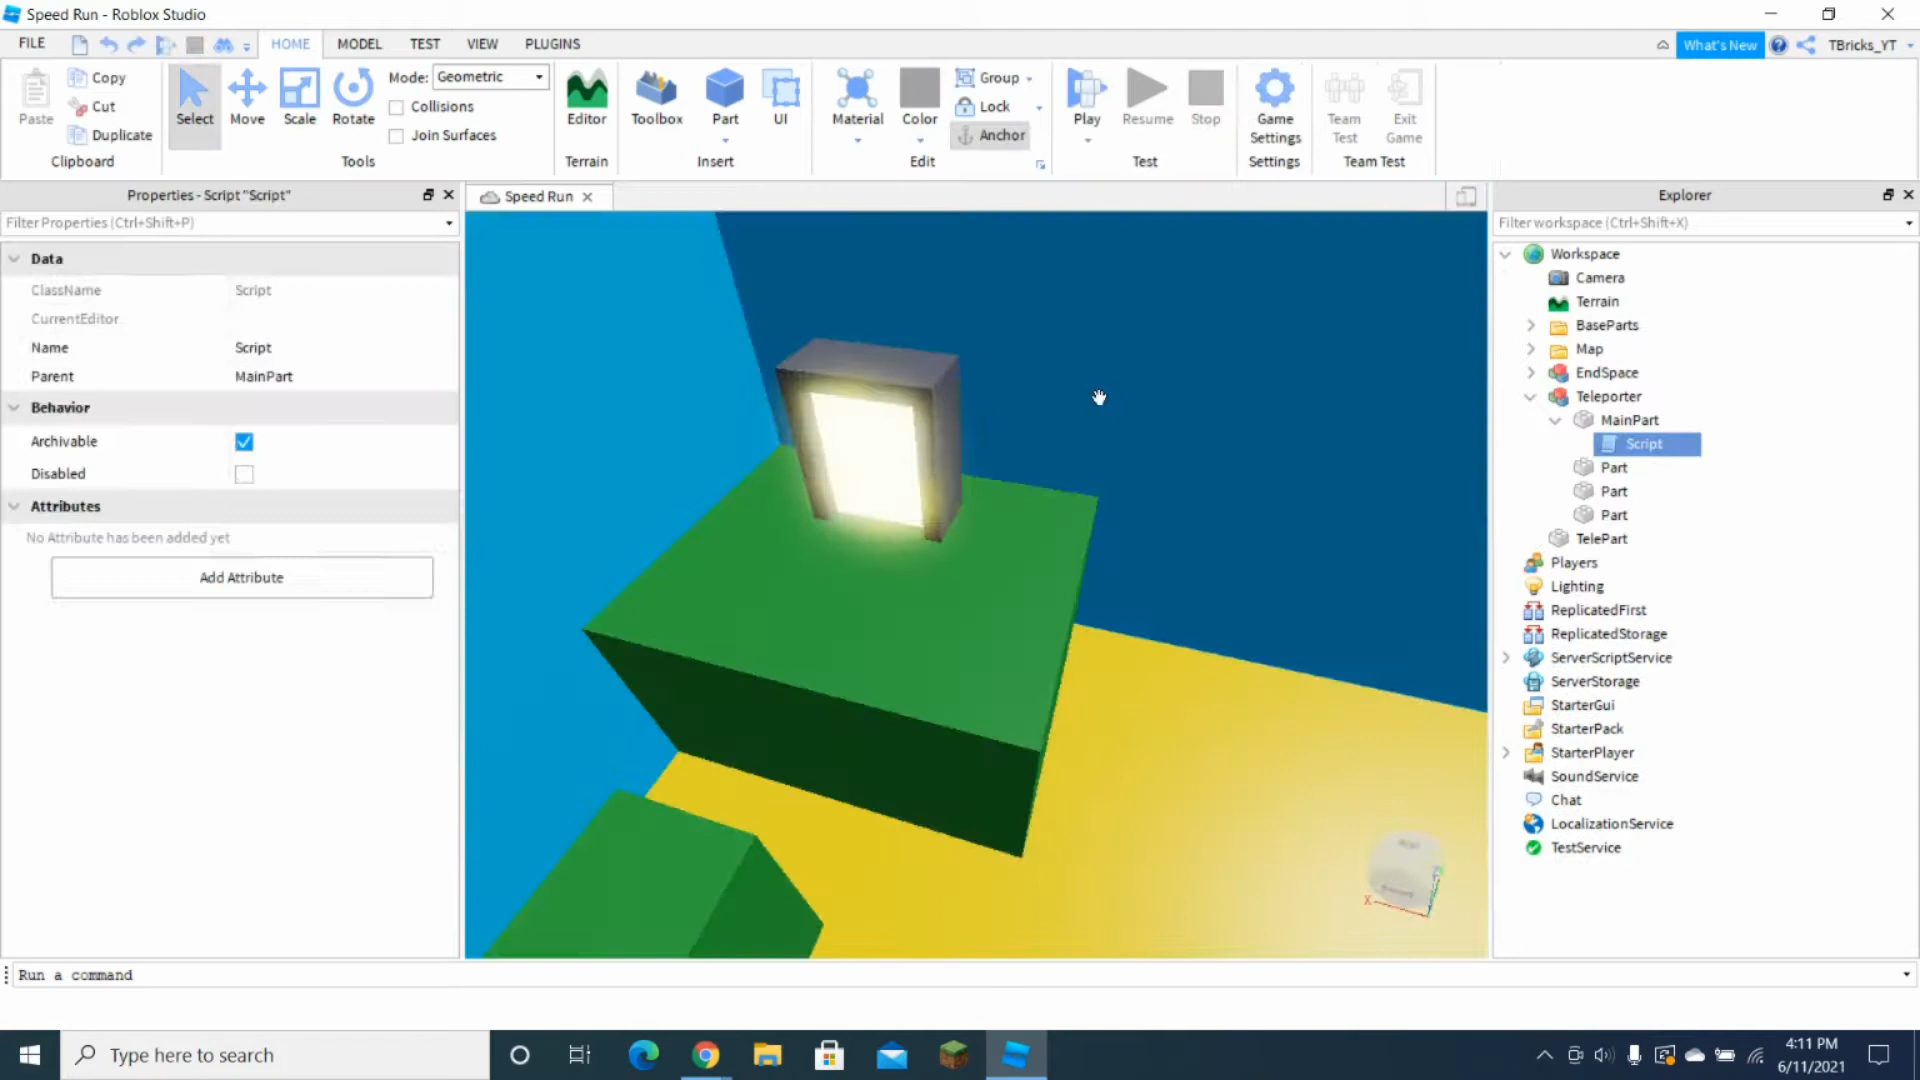 Speed Run - Roblox Studio
FILE HOME MODEL TEST VIEW PLUGINS What's New TBricks_YT
Paste Copy Cut Duplicate Clipboard
Select Move Scale Rotate Mode: Geometric Collisions Join Surfaces Tools
Editor Terrain
Toolbox Part UI Insert
Material Color Group Lock Anchor Edit
Play Resume Stop Test
Game Settings Settings
Team Test Exit Game Team Test
Properties - Script "Script"
Filter Properties (Ctrl+Shift+P)
Data
ClassName Script
CurrentEditor
Name Script
Parent MainPart
Behavior
Archivable
Disabled
Attributes
No Attribute has been added yet
Add Attribute
Speed Run
X
Explorer
Filter workspace (Ctrl+Shift+X)
Workspace
Camera
Terrain
BaseParts
Map
EndSpace
Teleporter
MainPart
Script
Part
Part
Part
TelePart
Players
Lighting
ReplicatedFirst
ReplicatedStorage
ServerScriptService
ServerStorage
StarterGui
StarterPack
StarterPlayer
SoundService
Chat
LocalizationService
TestService
Run a command
Type here to search
4:11 PM
6/11/2021